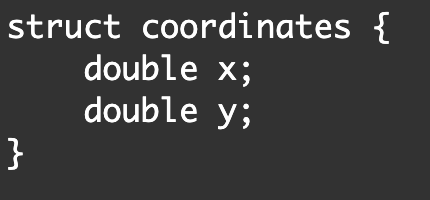 struct coordinates {
    double x;
    double y;
}